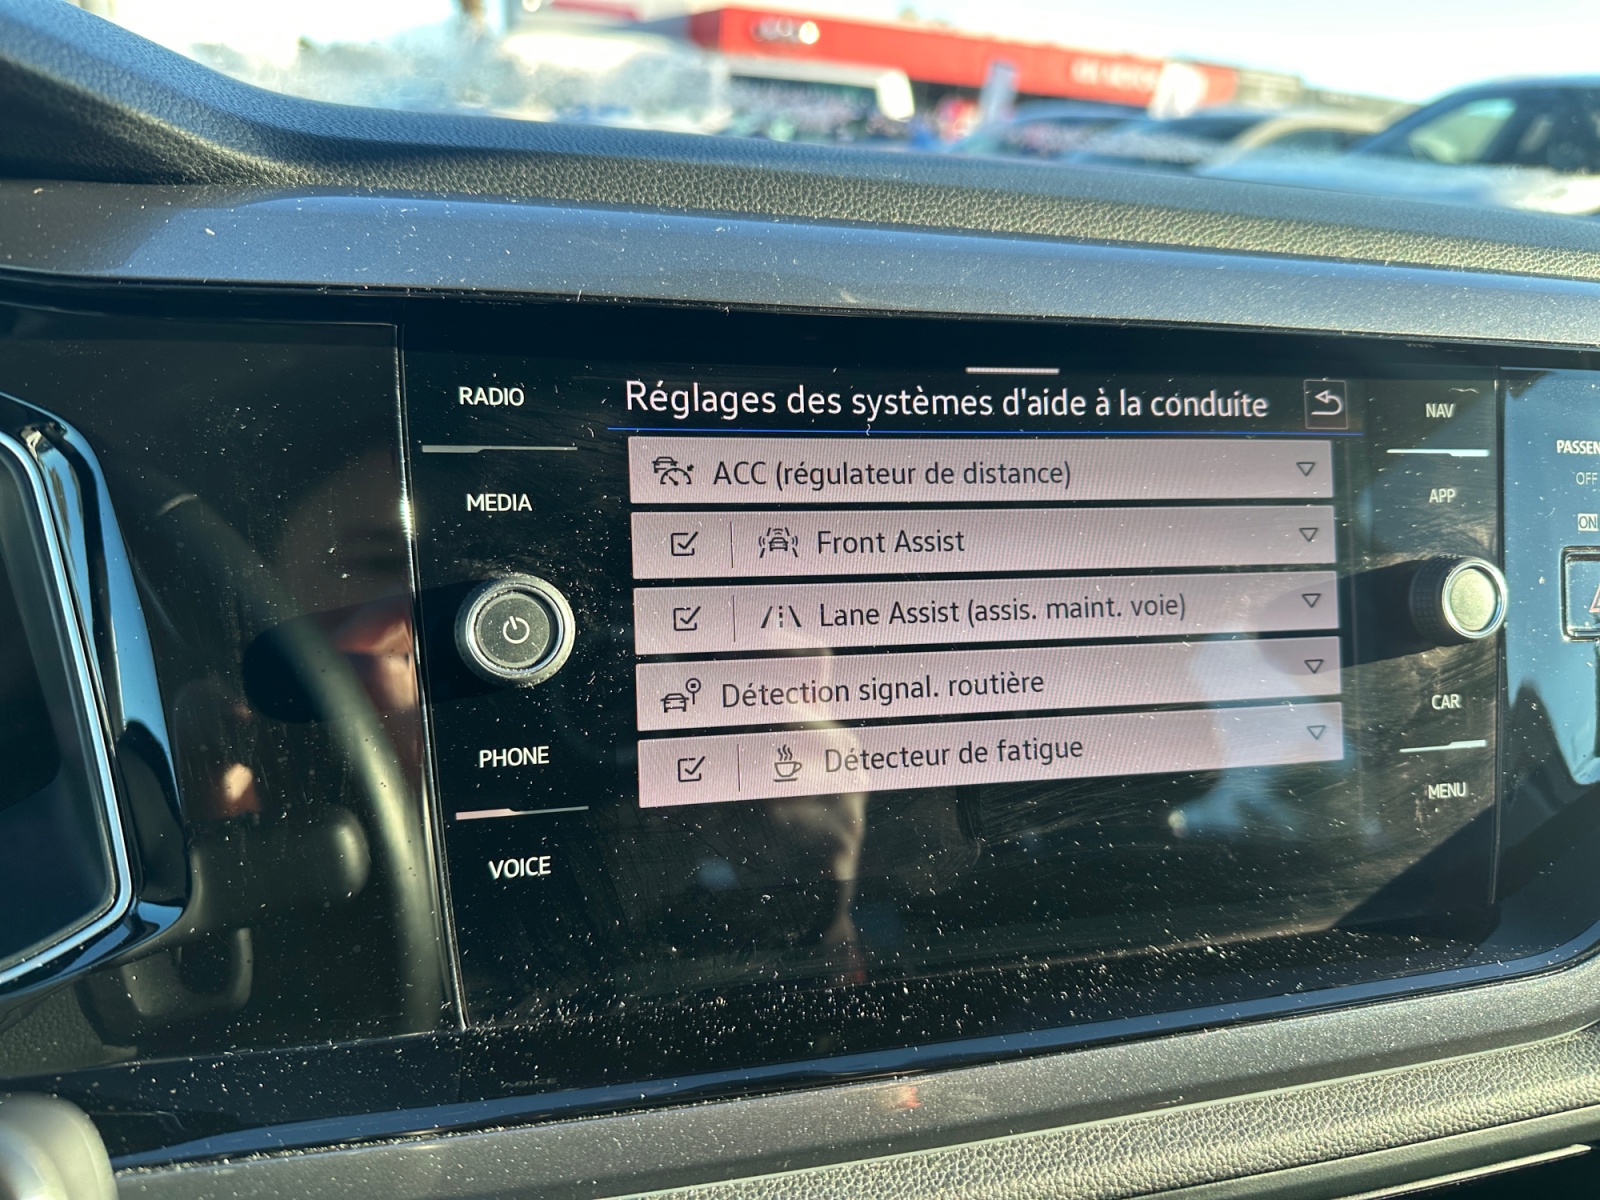 RADIO
MEDIA
PHONE
VOICE
Réglages des systèmes d'aide à la conduite
ACC (régulateur de distance)
Front Assist
Lane Assist (assis. maint. voie)
Détection signal. routière
Détecteur de fatigue
NAV
APP
CAR
MENU
PASSEN
OFF
ON